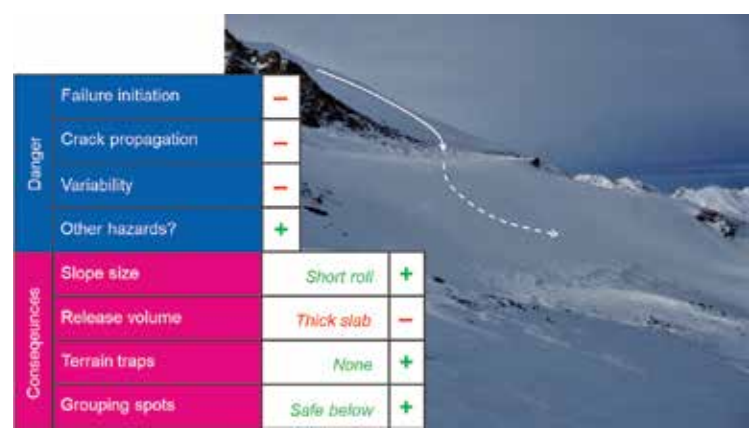 Danger
Failure initiation −
Crack propagation −
Variability −
Other hazards? +
Conseqeunces
Slope size Short roll +
Release volume Thick slab −
Terrain traps None +
Grouping spots Safe below +